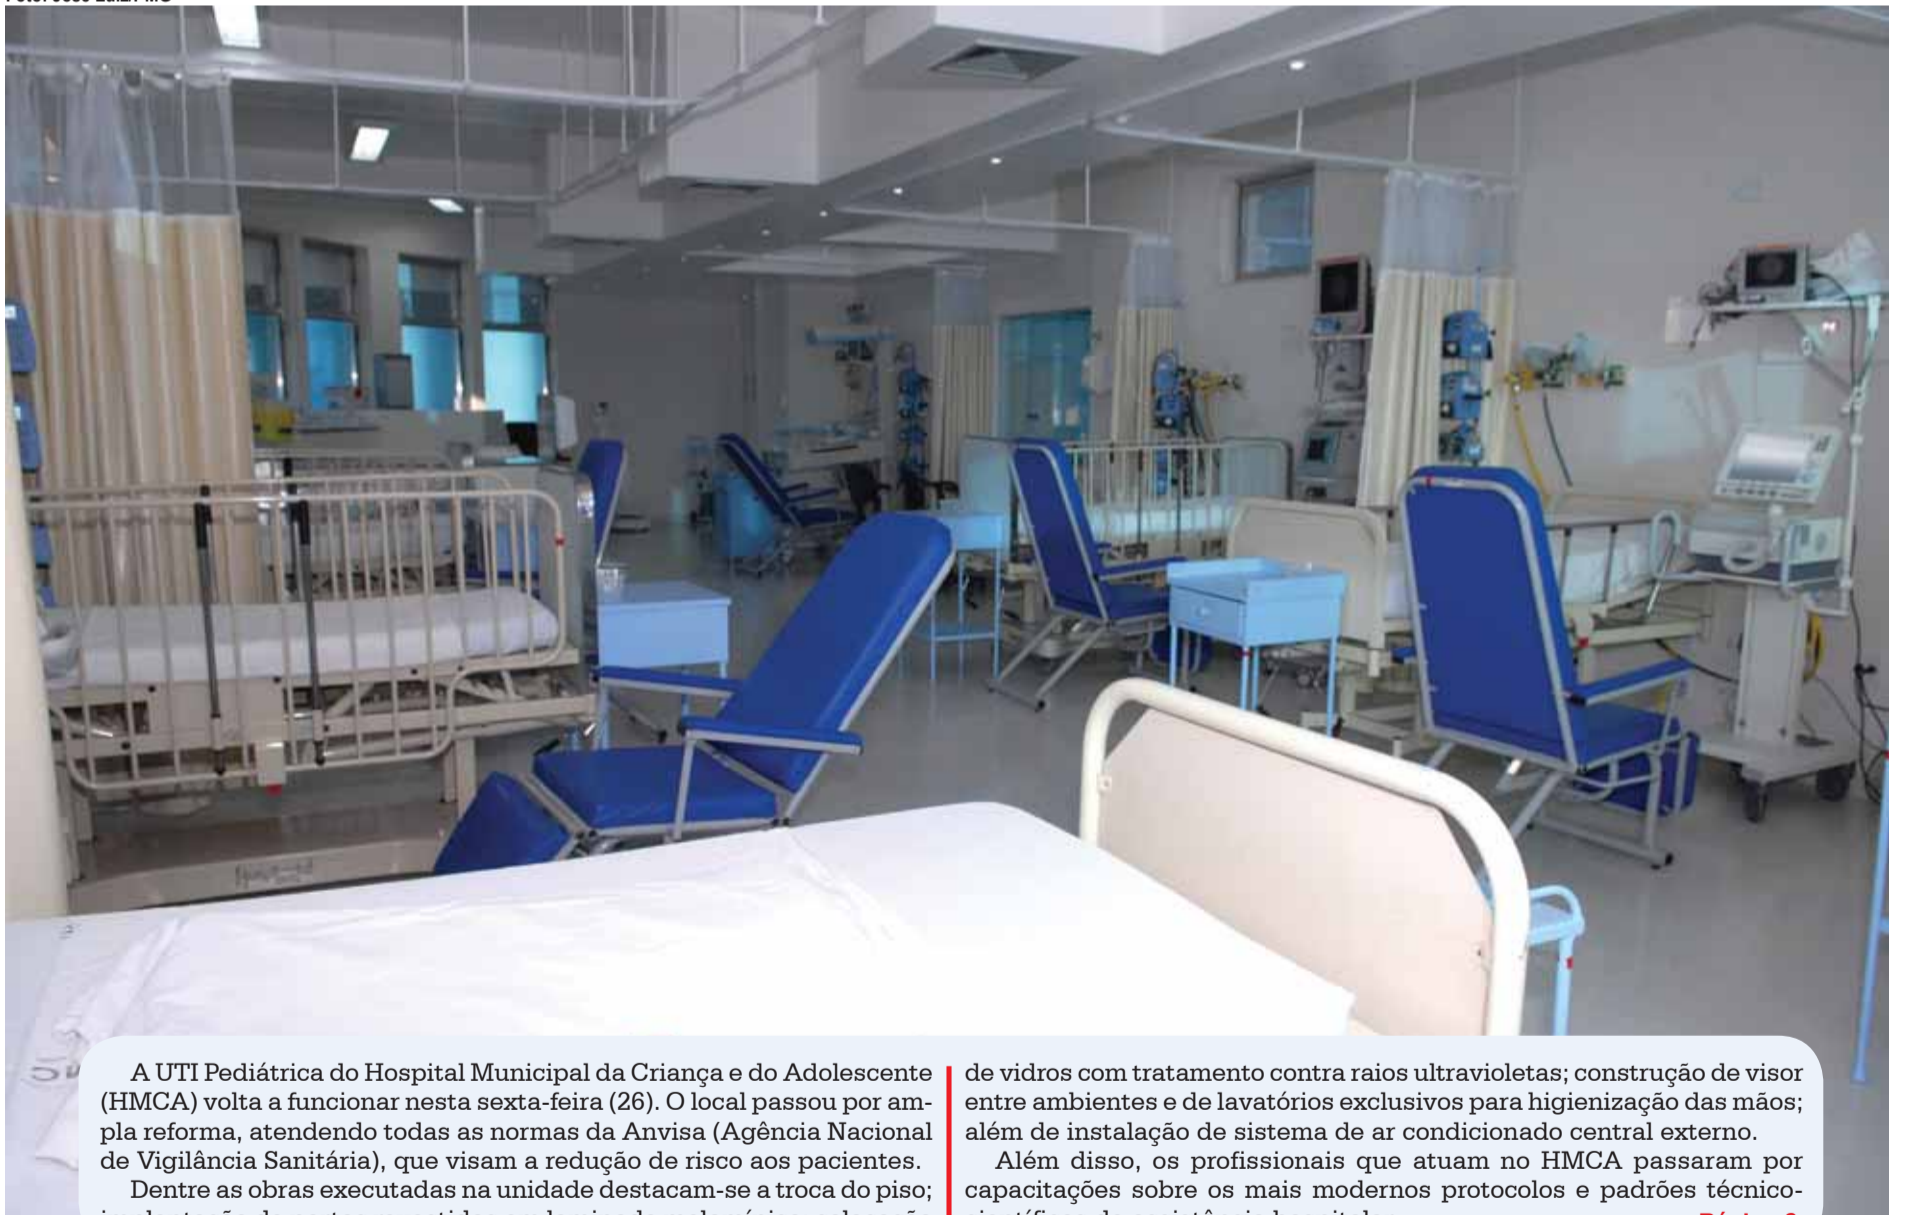 A UTI Pediátrica do Hospital Municipal da Criança e do Adolescente
(HMCA) volta a funcionar nesta sexta-feira (26). O local passou por am-
pla reforma, atendendo todas as normas da Anvisa (Agência Nacional
de Vigilância Sanitária), que visam a redução de risco aos pacientes.
Dentre as obras executadas na unidade destacam-se a troca do piso;
de vidros com tratamento contra raios ultravioletas; construção de visor
entre ambientes e de lavatórios exclusivos para higienização das mãos;
além de instalação de sistema de ar condicionado central externo.
Além disso, os profissionais que atuam no HMCA passaram por
capacitações sobre os mais modernos protocolos e padrões técnico-